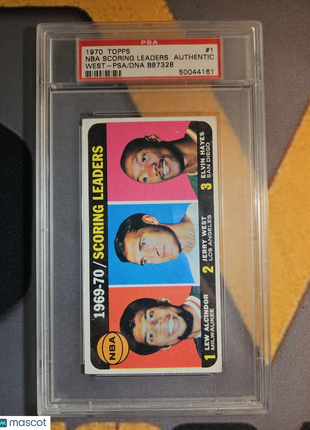 PSA
1970 TOPPS #1
NBA SCORING LEADERS AUTHENTIC
WEST - PSA/DNA B87328
50044161
1969-70/SCORING LEADERS
NBA
1 LEW ALCINDOR
MILWAUKEE
2 JERRY WEST
LOS ANGELES
3 ELVIN HAYES
SAN DIEGO
mascot